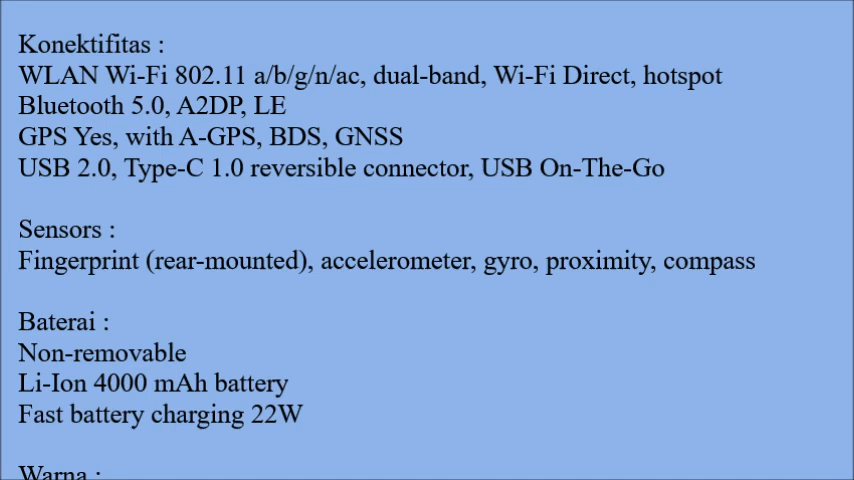 Konektifitas :
WLAN Wi-Fi 802.11 a/b/g/n/ac, dual-band, Wi-Fi Direct, hotspot
Bluetooth 5.0, A2DP, LE
GPS Yes, with A-GPS, BDS, GNSS
USB 2.0, Type-C 1.0 reversible connector, USB On-The-Go
Sensors :
Fingerprint (rear-mounted), accelerometer, gyro, proximity, compass
Baterai :
Non-removable
Li-Ion 4000 mAh battery
Fast battery charging 22W
Warna :